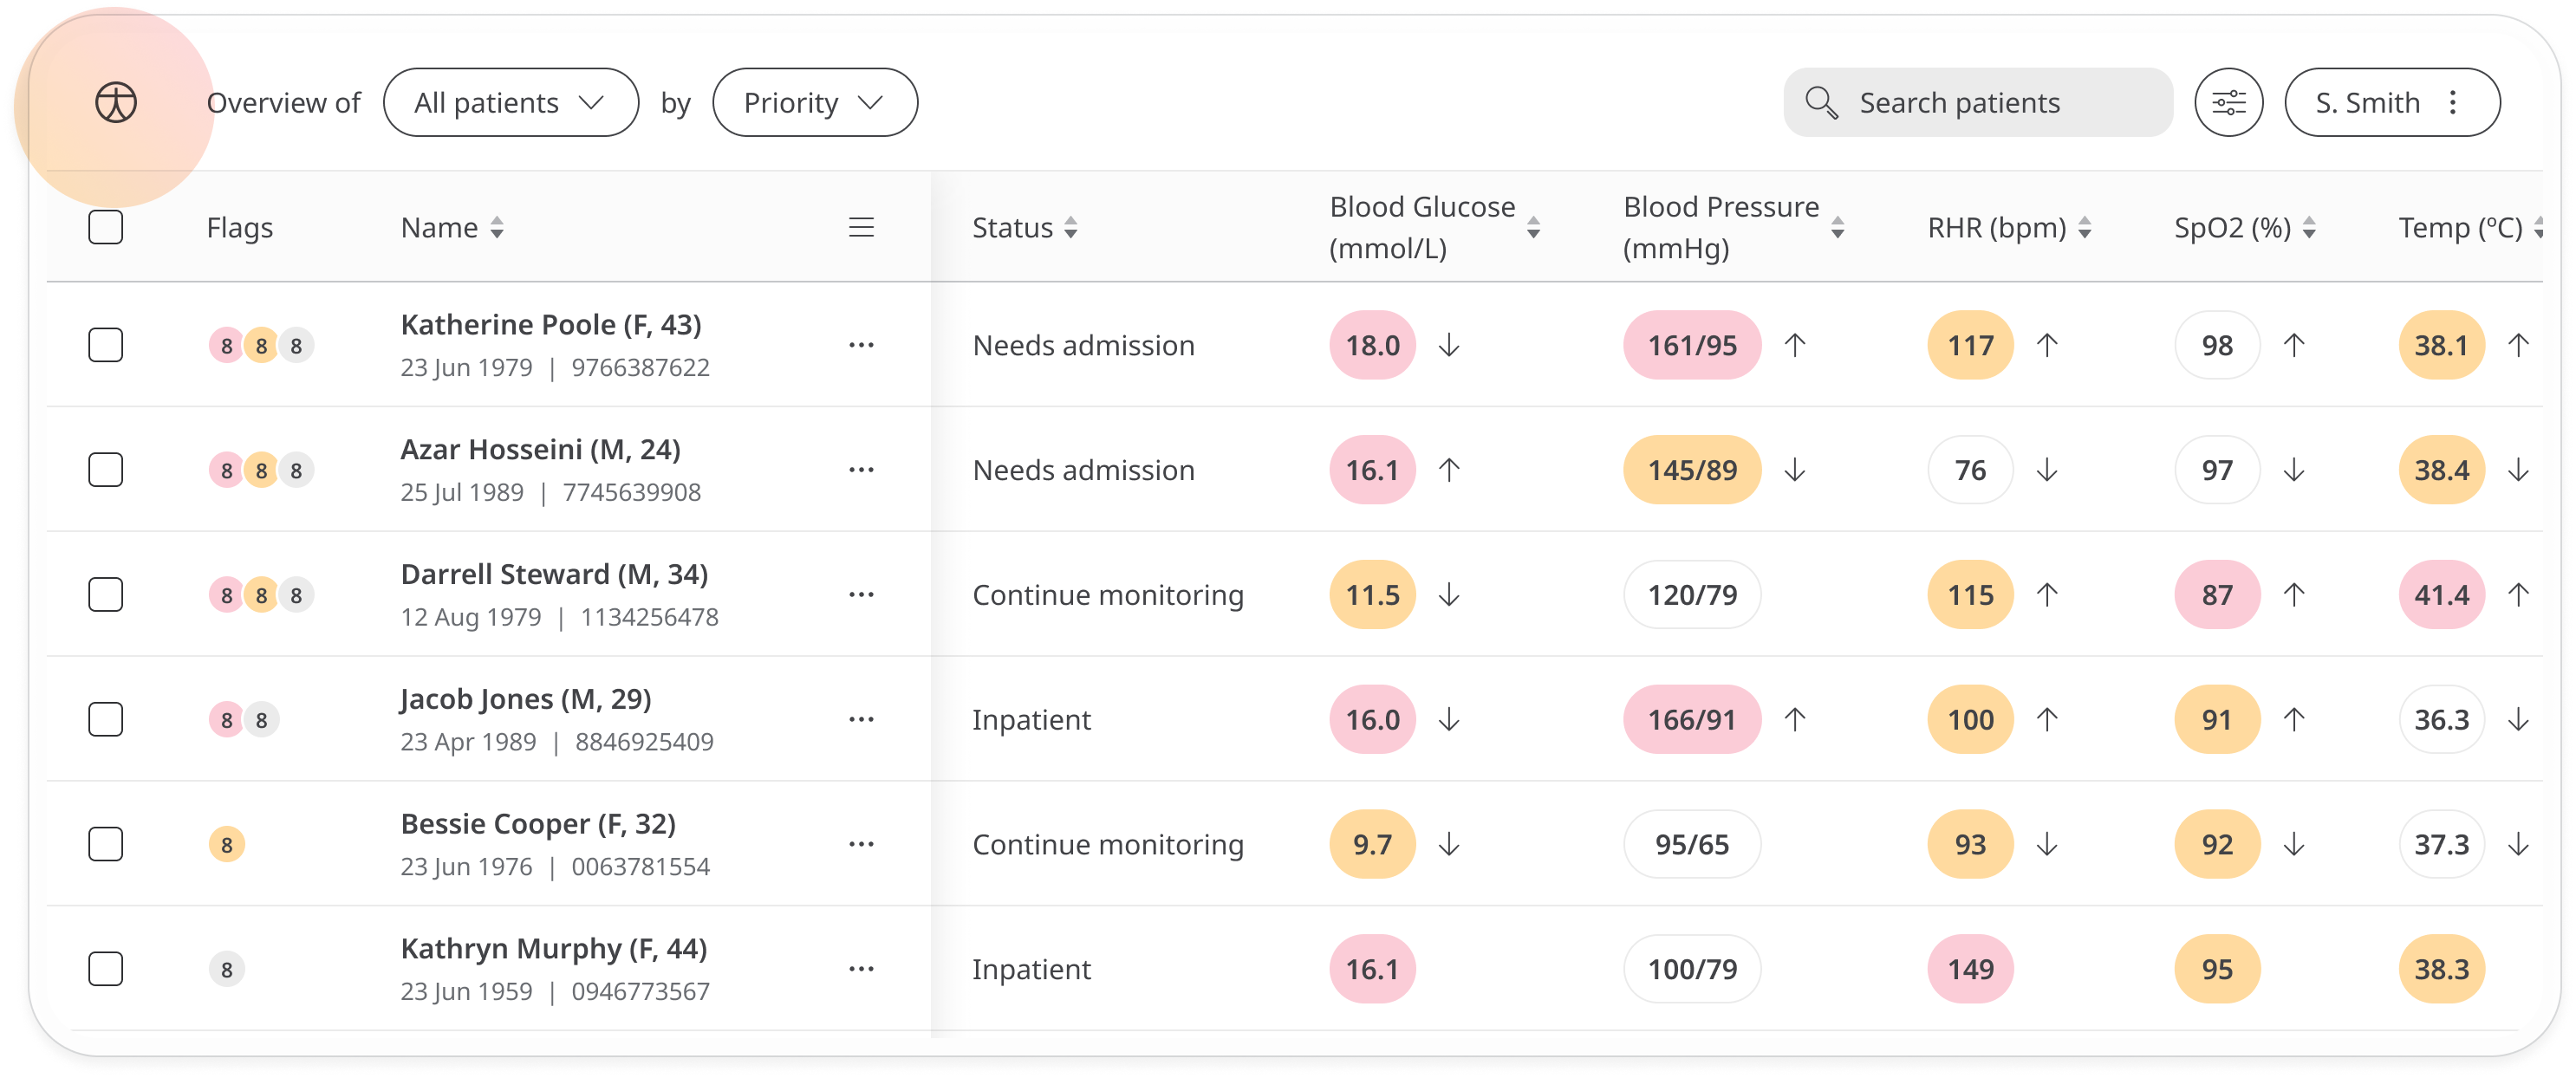 Overview of All patients by Priority Search patients S. Smith
Flags Name Status Blood Glucose (mmol/L) Blood Pressure (mmHg) RHR (bpm) SpO2 (%) Temp (ºC)
8 8 8 Katherine Poole (F, 43) Needs admission 18.0 161/95 117 98 38.1
23 Jun 1979 | 9766387622
8 8 8 Azar Hosseini (M, 24) Needs admission 16.1 145/89 76 97 38.4
25 Jul 1989 | 7745639908
8 8 8 Darrell Steward (M, 34) Continue monitoring 11.5 120/79 115 87 41.4
12 Aug 1979 | 1134256478
8 8 Jacob Jones (M, 29) Inpatient 16.0 166/91 100 91 36.3
23 Apr 1989 | 8846925409
8 Bessie Cooper (F, 32) Continue monitoring 9.7 95/65 93 92 37.3
23 Jun 1976 | 0063781554
8 Kathryn Murphy (F, 44) Inpatient 16.1 100/79 149 95 38.3
23 Jun 1959 | 0946773567